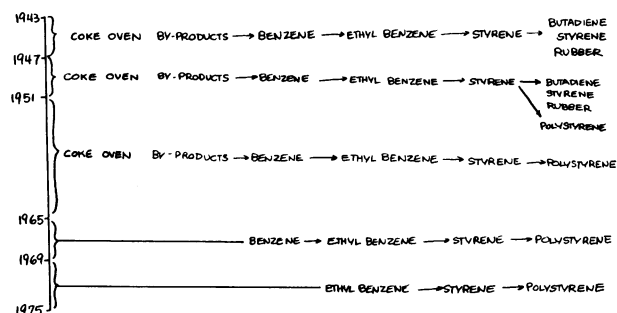 1943
COKE OVEN BY-PRODUCTS → BENZENE → ETHYL BENZENE → STYRENE → BUTADIENE
STYRENE
RUBBER
1947
COKE OVEN BY-PRODUCTS → BENZENE → ETHYL BENZENE → STYRENE → BUTADIENE
STYRENE
RUBBER
POLYSTYRENE
1951
COKE OVEN BY-PRODUCTS → BENZENE → ETHYL BENZENE → STYRENE → POLYSTYRENE
1965
BENZENE → ETHYL BENZENE → STYRENE → POLYSTYRENE
1969
ETHYL BENZENE → STYRENE → POLYSTYRENE
1975